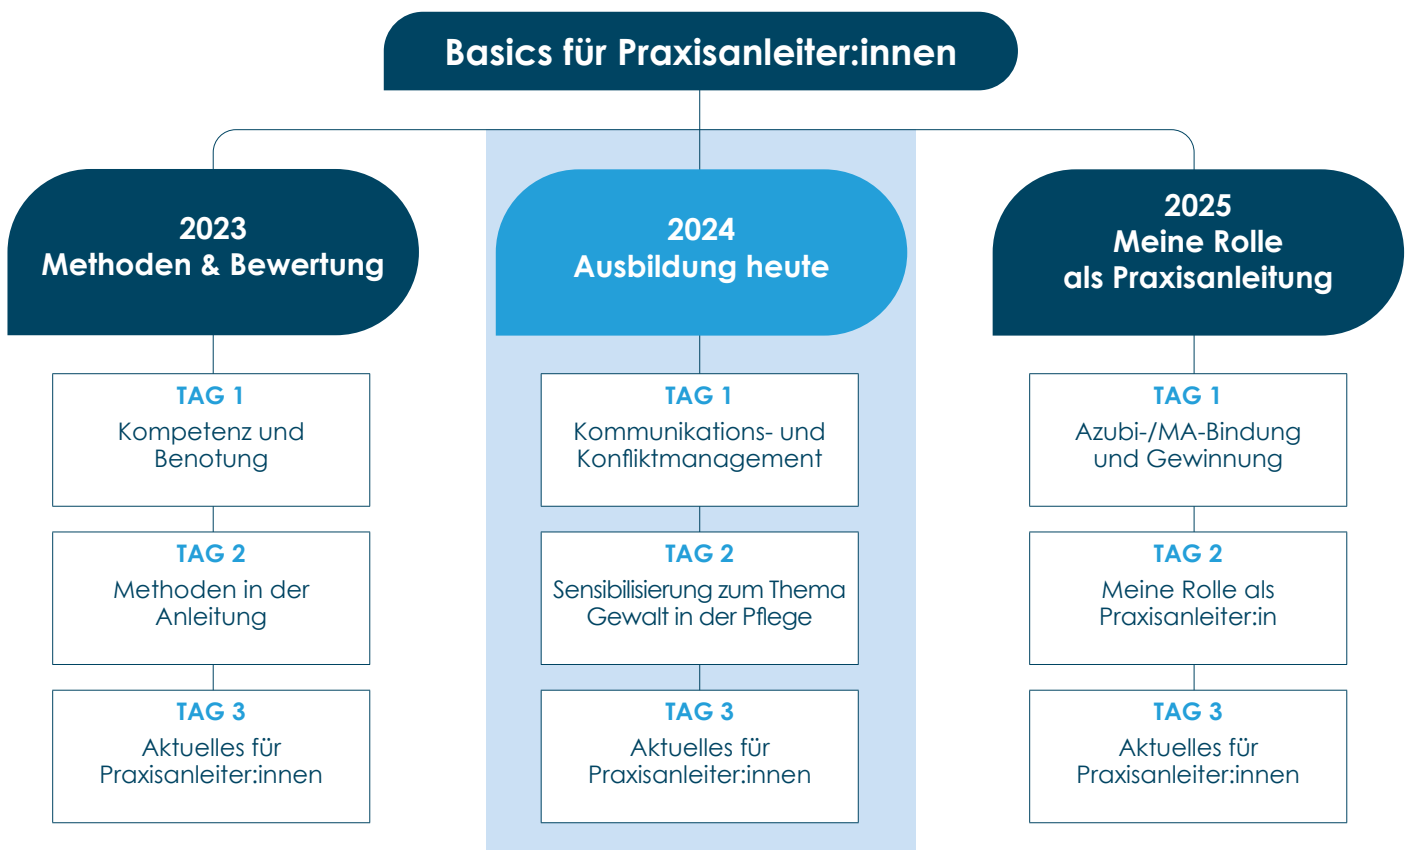 Basics für Praxisanleiter:innen
2023
Methoden & Bewertung
TAG 1
Kompetenz und
Benotung
TAG 2
Methoden in der
Anleitung
TAG 3
Aktuelles für
Praxisanleiter:innen
2024
Ausbildung heute
TAG 1
Kommunikations- und
Konfliktmanagement
TAG 2
Sensibilisierung zum Thema
Gewalt in der Pflege
TAG 3
Aktuelles für
Praxisanleiter:innen
2025
Meine Rolle
als Praxisanleitung
TAG 1
Azubi-/MA-Bindung
und Gewinnung
TAG 2
Meine Rolle als
Praxisanleiter:in
TAG 3
Aktuelles für
Praxisanleiter:innen